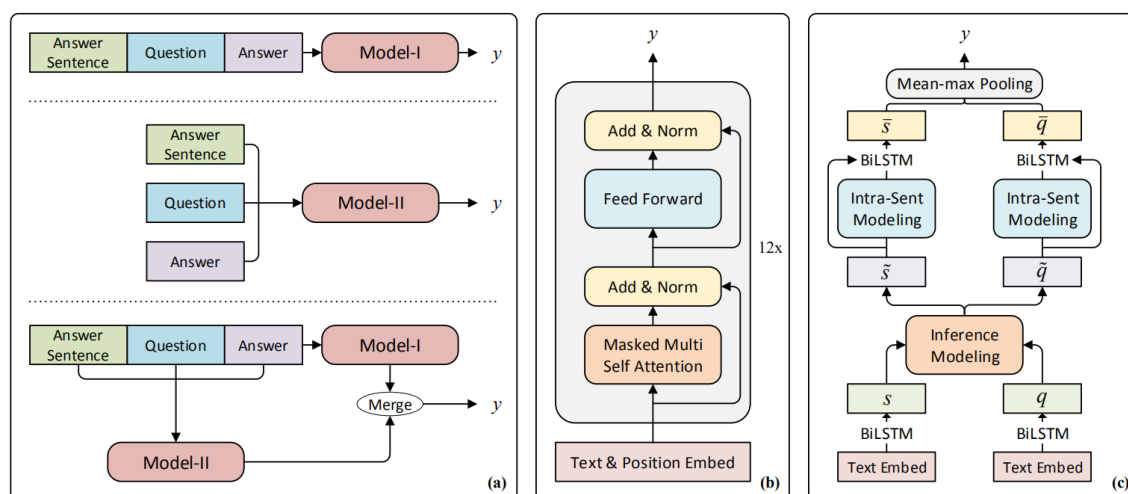 Answer
Sentence
Question
Answer
Model-I
y
Answer
Sentence
Question
Answer
Model-II
y
Answer
Sentence
Question
Answer
Model-I
Merge
y
Model-II
(a)
y
Add & Norm
Feed Forward
12x
Add & Norm
Masked Multi
Self Attention
Text & Position Embed
(b)
y
Mean-max Pooling
s̄
q̄
BiLSTM
BiLSTM
Intra-Sent
Modeling
Intra-Sent
Modeling
s̃
q̃
Inference
Modeling
s
q
BiLSTM
BiLSTM
Text Embed
Text Embed
(c)